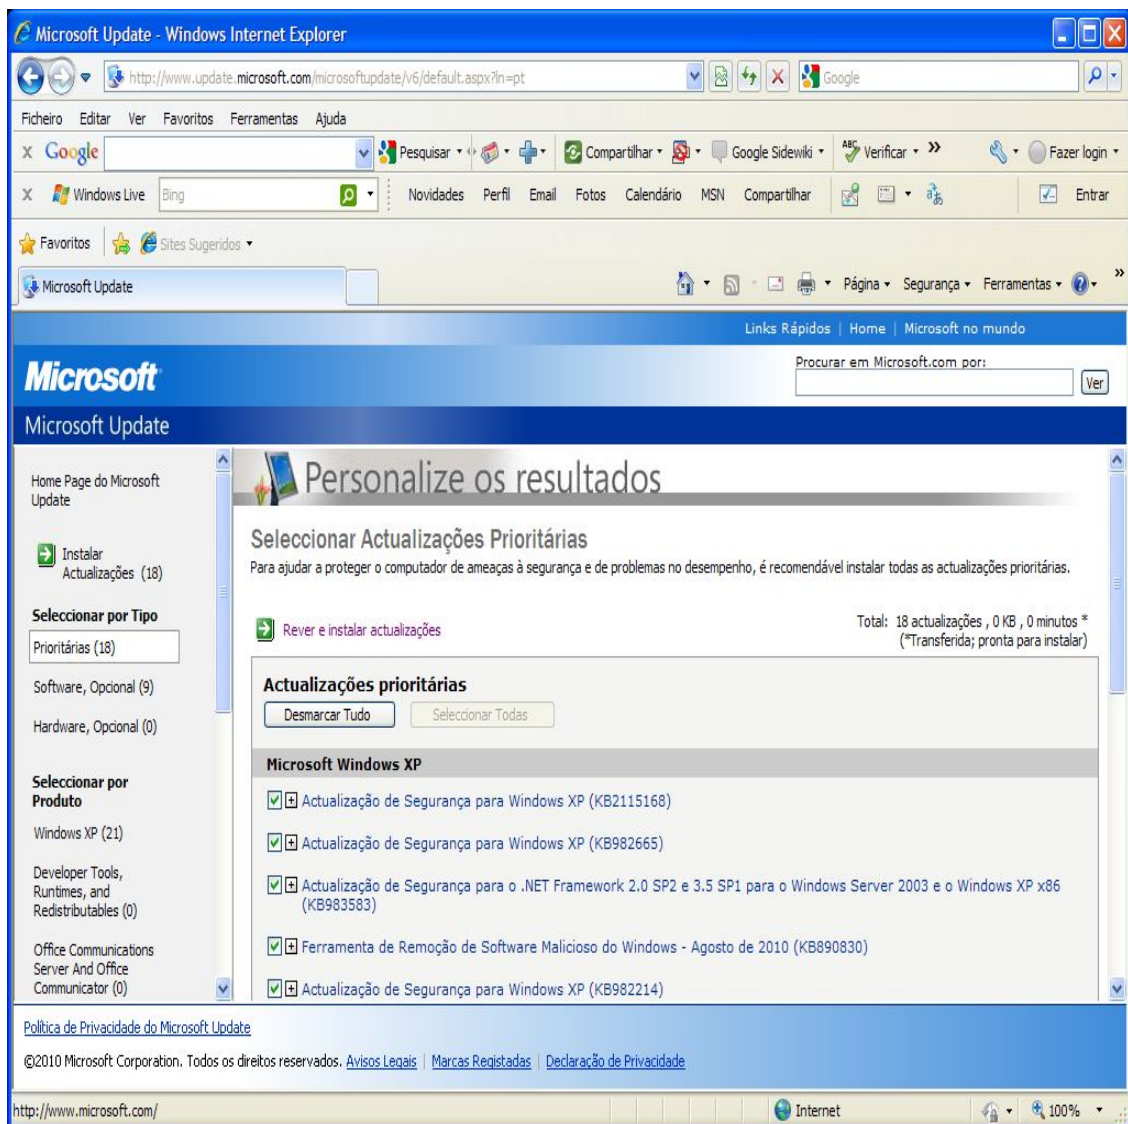 Microsoft Update - Windows Internet Explorer
http://www.update.microsoft.com/microsoftupdate/v6/default.aspx?ln=pt
Google
Ficheiro Editar Ver Favoritos Ferramentas Ajuda
x Google Pesquisar Compartilhar Google Sidewiki ABC Verificar » Fazer login
x Windows Live Bing Novidades Perfil Email Fotos Calendário MSN Compartilhar Entrar
Favoritos Sites Sugeridos
Microsoft Update Página Segurança Ferramentas »
Links Rápidos | Home | Microsoft no mundo
Microsoft
Procurar em Microsoft.com por:
Ver
Microsoft Update
Home Page do Microsoft
Update
Instalar
Actualizações (18)
Seleccionar por Tipo
Prioritárias (18)
Software, Opcional (9)
Hardware, Opcional (0)
Seleccionar por
Produto
Windows XP (21)
Developer Tools,
Runtimes, and
Redistributables (0)
Office Communications
Server And Office
Communicator (0)
Personalize os resultados
Seleccionar Actualizações Prioritárias
Para ajudar a proteger o computador de ameaças à segurança e de problemas no desempenho, é recomendável instalar todas as actualizações prioritárias.
Rever e instalar actualizações
Total: 18 actualizações , 0 KB , 0 minutos *
(*Transferida; pronta para instalar)
Actualizações prioritárias
Desmarcar Tudo Seleccionar Todas
Microsoft Windows XP
Actualização de Segurança para Windows XP (KB2115168)
Actualização de Segurança para Windows XP (KB982665)
Actualização de Segurança para o .NET Framework 2.0 SP2 e 3.5 SP1 para o Windows Server 2003 e o Windows XP x86
(KB983583)
Ferramenta de Remoção de Software Malicioso do Windows - Agosto de 2010 (KB890830)
Actualização de Segurança para Windows XP (KB982214)
Política de Privacidade do Microsoft Update
©2010 Microsoft Corporation. Todos os direitos reservados. Avisos Legais | Marcas Registadas | Declaração de Privacidade
http://www.microsoft.com/ Internet 100%